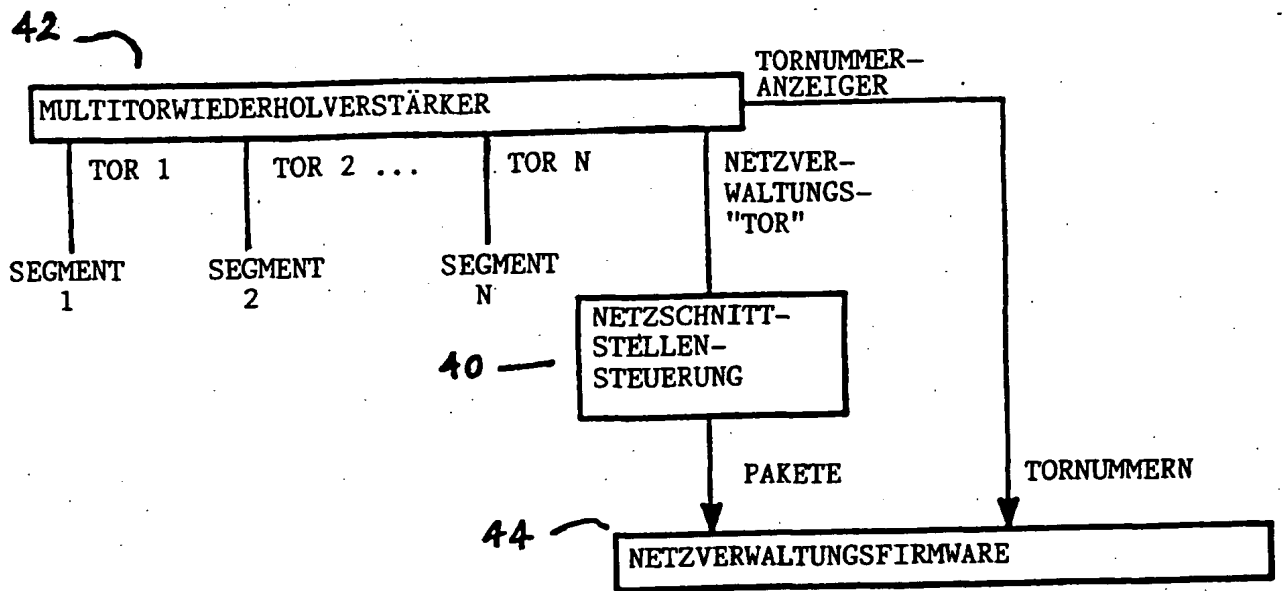 42
TORNUMMER-
ANZEIGER
MULTITORWIEDERHOLVERSTÄRKER
TOR 1
TOR 2 ...
TOR N
NETZVER-
WALTUNGS-
"TOR"
SEGMENT
1
SEGMENT
2
SEGMENT
N
NETZSCHNITT-
STELLEN-
STEUERUNG
40
PAKETE
TORNUMMERN
44
NETZVERWALTUNGSFIRMWARE